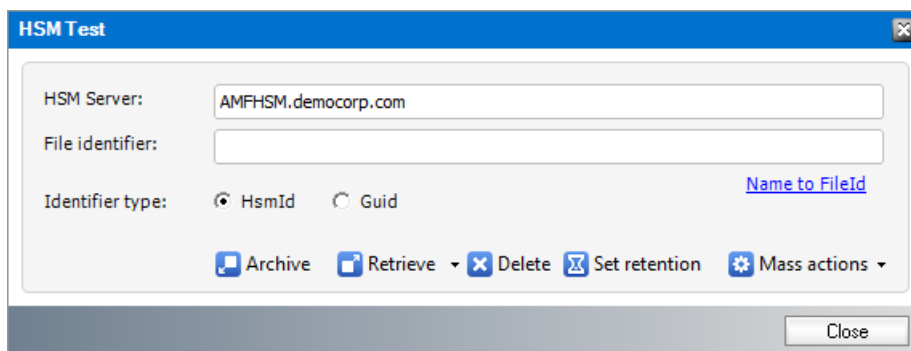 HSM Test
HSM Server: AMFHSM.democorp.com
File identifier:
Name to FileId
Identifier type: HsmId Guid
Archive Retrieve Delete Set retention Mass actions
Close